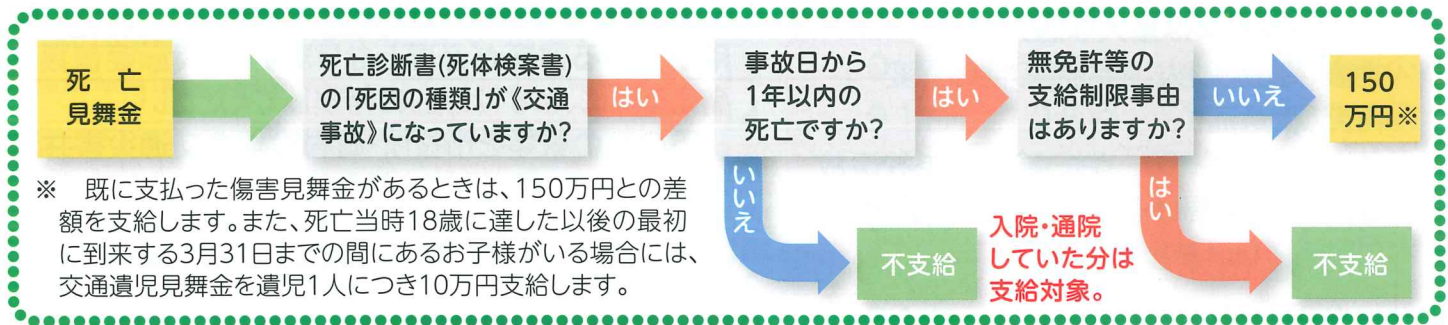 死亡
見舞金
死亡診断書(死体検案書)
の「死因の種類」が《交通
事故》になっていますか?
はい
事故日から
1年以内の
死亡ですか?
はい
無免許等の
支給制限事由
はありますか?
いいえ
150
万円※
※ 既に支払った傷害見舞金があるときは、150万円との差
額を支給します。また、死亡当時18歳に達した以後の最初
に到来する3月31日までの間にあるお子様がいる場合には、
交通遺児見舞金を遺児1人につき10万円支給します。
いいえ
不支給
入院・通院
していた分は
支給対象。
はい
不支給